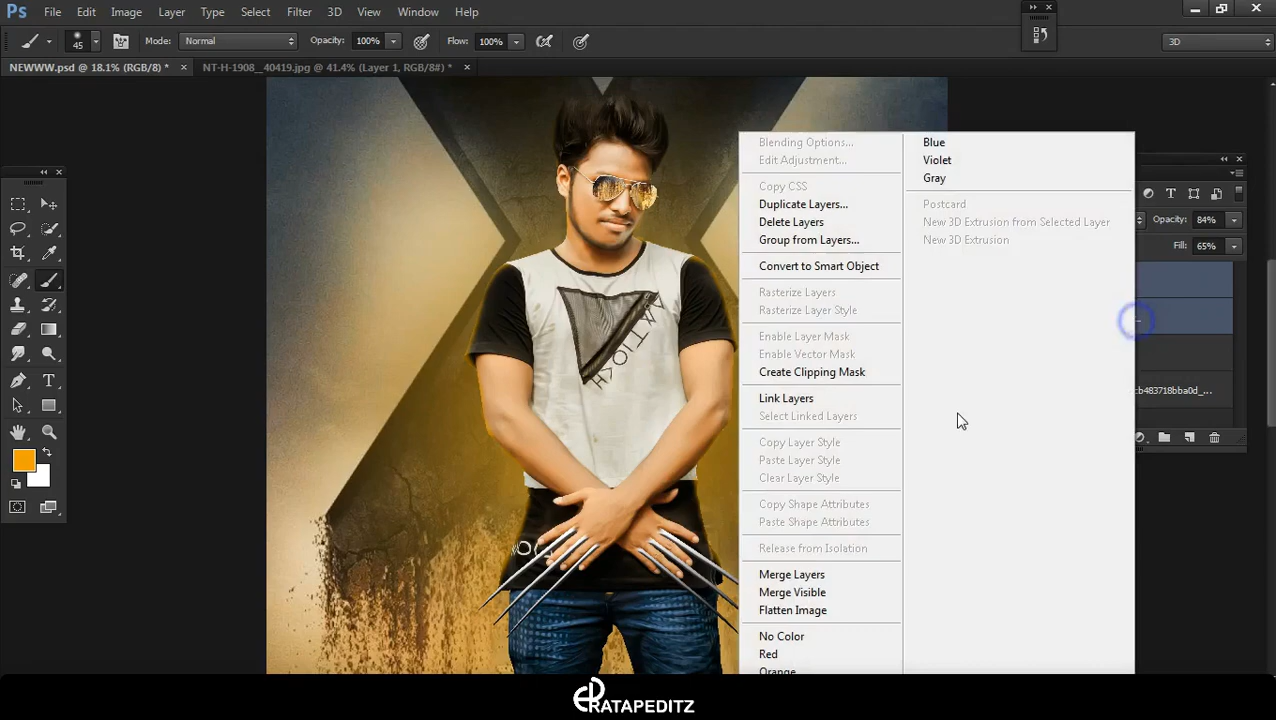 Ps File Edit Image Layer Type Select Filter 3D View Window Help
45 Mode: Normal Opacity: 100% Flow: 100% 3D
NEWWW.psd @ 18.1% (RGB/8) * × NT-H-1908__40419.jpg @ 41.4% (Layer 1, RGB/8#) * ×
Blending Options...
Edit Adjustment...
Copy CSS
Duplicate Layers...
Delete Layers
Group from Layers...
Convert to Smart Object
Rasterize Layers
Rasterize Layer Style
Enable Layer Mask
Enable Vector Mask
Create Clipping Mask
Link Layers
Select Linked Layers
Copy Layer Style
Paste Layer Style
Clear Layer Style
Copy Shape Attributes
Paste Shape Attributes
Release from Isolation
Merge Layers
Merge Visible
Flatten Image
No Color
Red
Orange
Blue
Violet
Gray
Postcard
New 3D Extrusion from Selected Layer
New 3D Extrusion
Opacity: 84%
Fill: 65%
cb483718bba0d_...
RATAPEDITZ